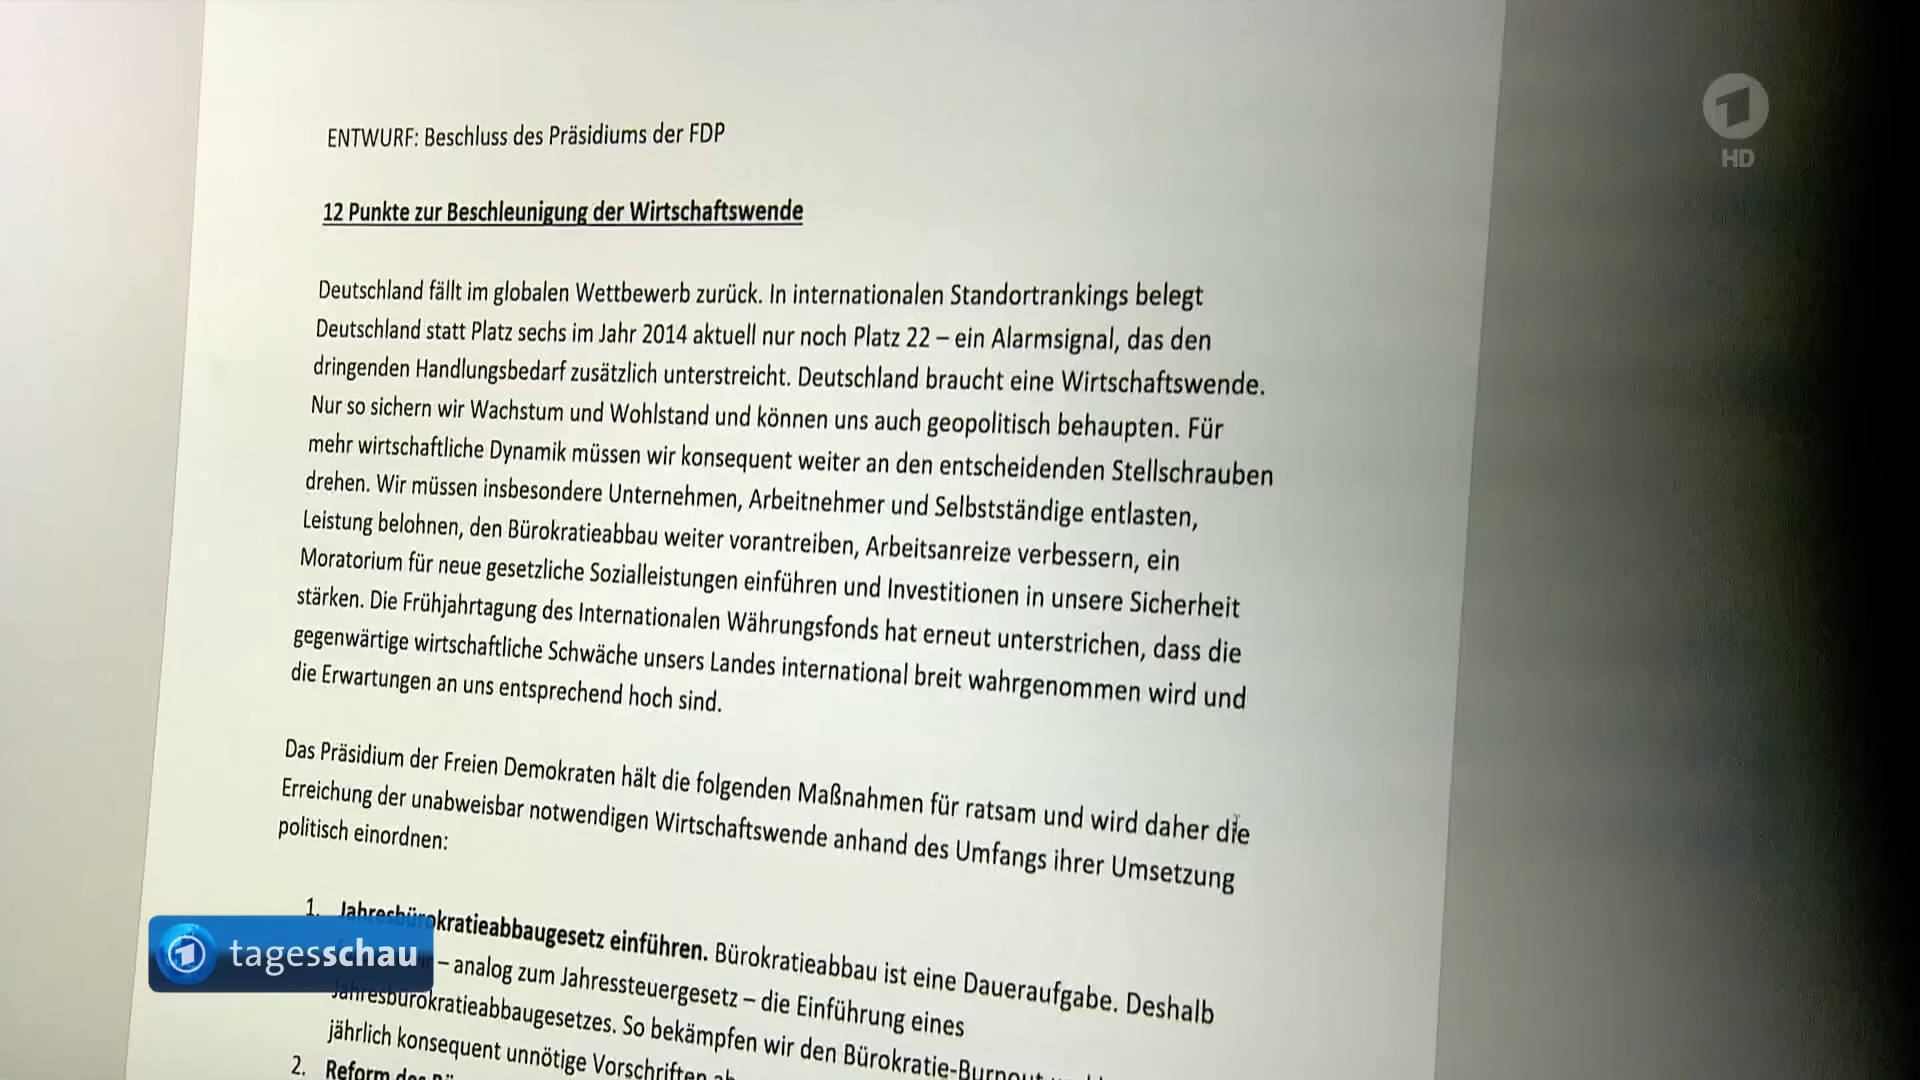 HD
ENTWURF: Beschluss des Präsidiums der FDP
12 Punkte zur Beschleunigung der Wirtschaftswende
Deutschland fällt im globalen Wettbewerb zurück. In internationalen Standortrankings belegt
Deutschland statt Platz sechs im Jahr 2014 aktuell nur noch Platz 22 – ein Alarmsignal, das den
dringenden Handlungsbedarf zusätzlich unterstreicht. Deutschland braucht eine Wirtschaftswende.
Nur so sichern wir Wachstum und Wohlstand und können uns auch geopolitisch behaupten. Für
mehr wirtschaftliche Dynamik müssen wir konsequent weiter an den entscheidenden Stellschrauben
drehen. Wir müssen insbesondere Unternehmen, Arbeitnehmer und Selbstständige entlasten,
Leistung belohnen, den Bürokratieabbau weiter vorantreiben, Arbeitsanreize verbessern, ein
Moratorium für neue gesetzliche Sozialleistungen einführen und Investitionen in unsere Sicherheit
stärken. Die Frühjahrtagung des Internationalen Währungsfonds hat erneut unterstrichen, dass die
gegenwärtige wirtschaftliche Schwäche unsers Landes international breit wahrgenommen wird und
die Erwartungen an uns entsprechend hoch sind.
Das Präsidium der Freien Demokraten hält die folgenden Maßnahmen für ratsam und wird daher die
Erreichung der unabweisbar notwendigen Wirtschaftswende anhand des Umfangs ihrer Umsetzung
politisch einordnen:
1. Jahresbürokratieabbaugesetz einführen. Bürokratieabbau ist eine Daueraufgabe. Deshalb
– analog zum Jahressteuergesetz – die Einführung eines
Jahresbürokratieabbaugesetzes. So bekämpfen wir den Bürokratie-Burnout
jährlich konsequent unnötige Vorschriften
2. Reform des
tagesschau